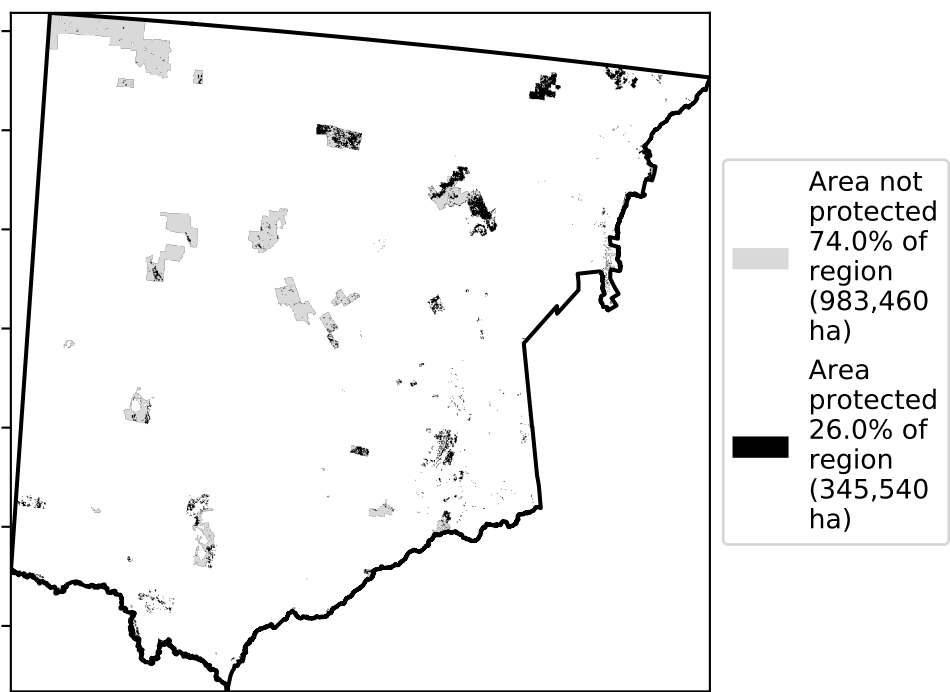 Area not
protected
74.0% of
region
(983,460
ha)
Area
protected
26.0% of
region
(345,540
ha)